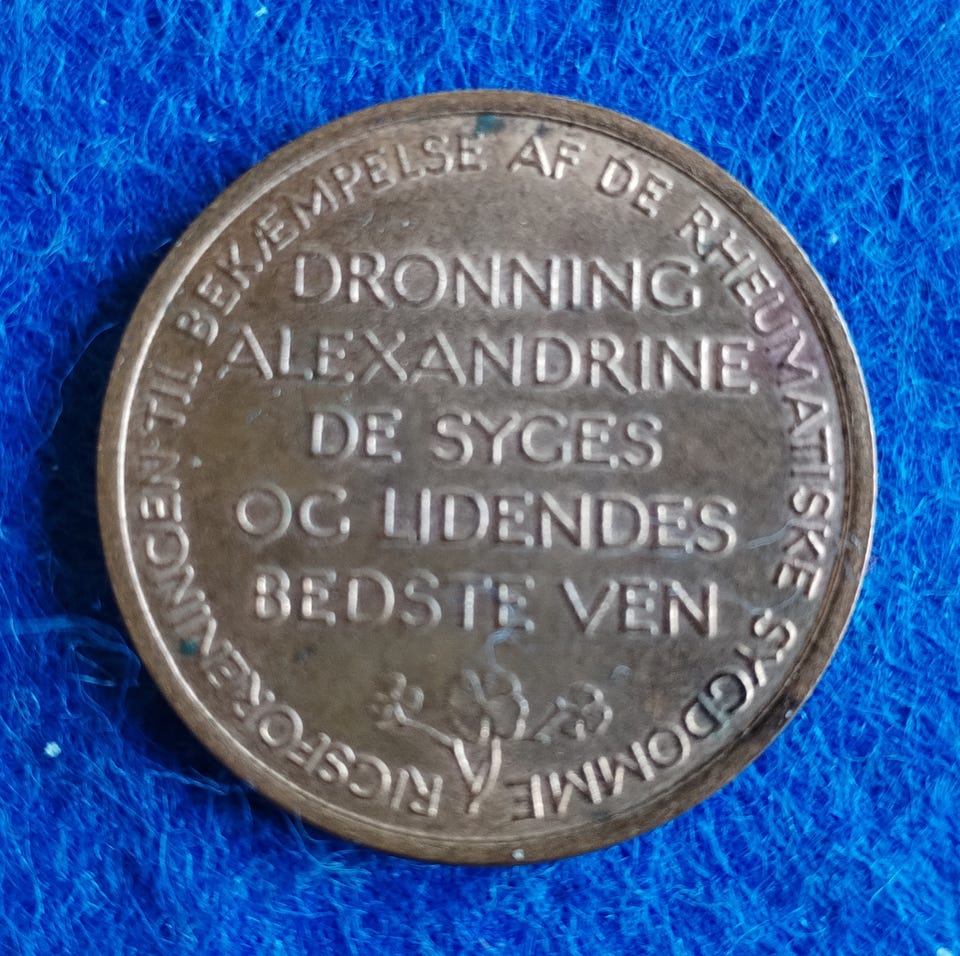 RIGSFORENINGEN TIL BEKÆMPELSE AF DE RHEUMATISKE SYGDOMME
DRONNING
ALEXANDRINE
DE SYGES
OG LIDENDES
BEDSTE VEN